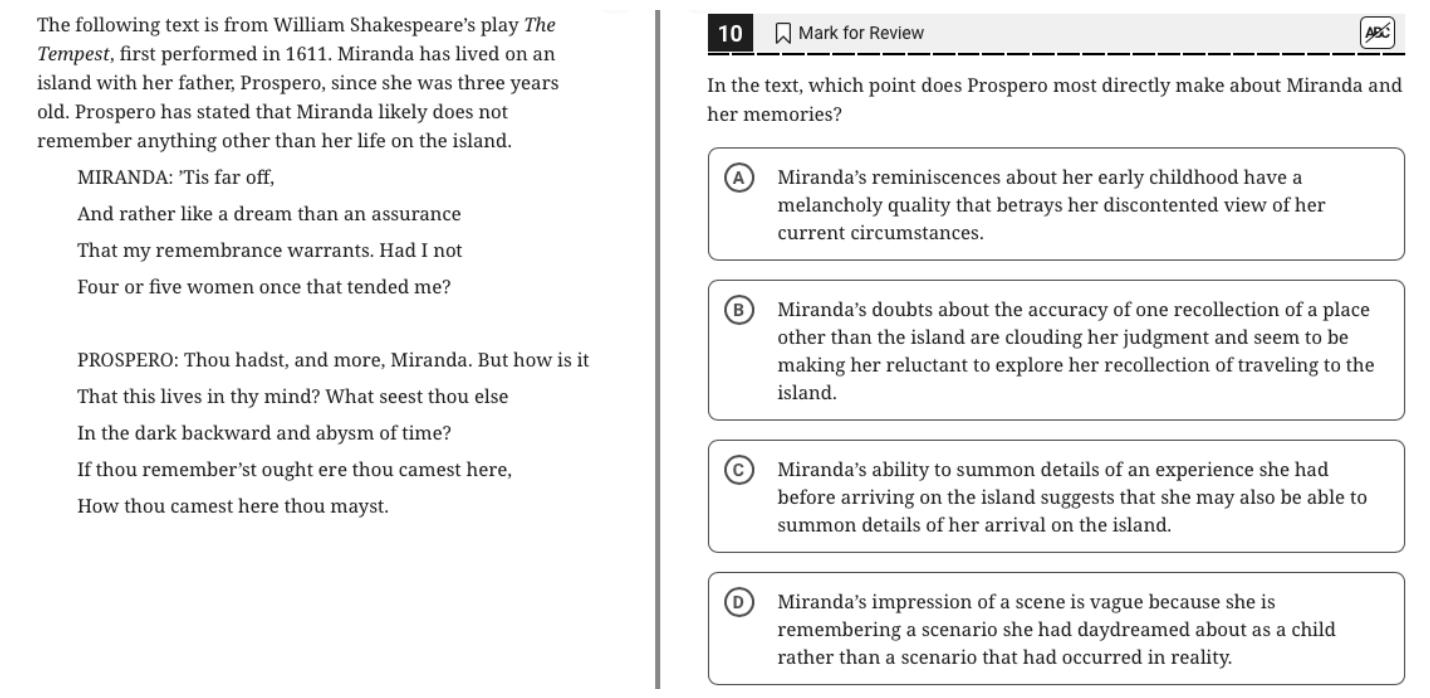 The following text is from William Shakespeare’s play The
Tempest, first performed in 1611. Miranda has lived on an
island with her father, Prospero, since she was three years
old. Prospero has stated that Miranda likely does not
remember anything other than her life on the island.
MIRANDA: ’Tis far off,
And rather like a dream than an assurance
That my remembrance warrants. Had I not
Four or five women once that tended me?
PROSPERO: Thou hadst, and more, Miranda. But how is it
That this lives in thy mind? What seest thou else
In the dark backward and abysm of time?
If thou remember’st ought ere thou camest here,
How thou camest here thou mayst.
10 Mark for Review ABC
In the text, which point does Prospero most directly make about Miranda and
her memories?
A Miranda’s reminiscences about her early childhood have a
melancholy quality that betrays her discontented view of her
current circumstances.
B Miranda’s doubts about the accuracy of one recollection of a place
other than the island are clouding her judgment and seem to be
making her reluctant to explore her recollection of traveling to the
island.
C Miranda’s ability to summon details of an experience she had
before arriving on the island suggests that she may also be able to
summon details of her arrival on the island.
D Miranda’s impression of a scene is vague because she is
remembering a scenario she had daydreamed about as a child
rather than a scenario that had occurred in reality.